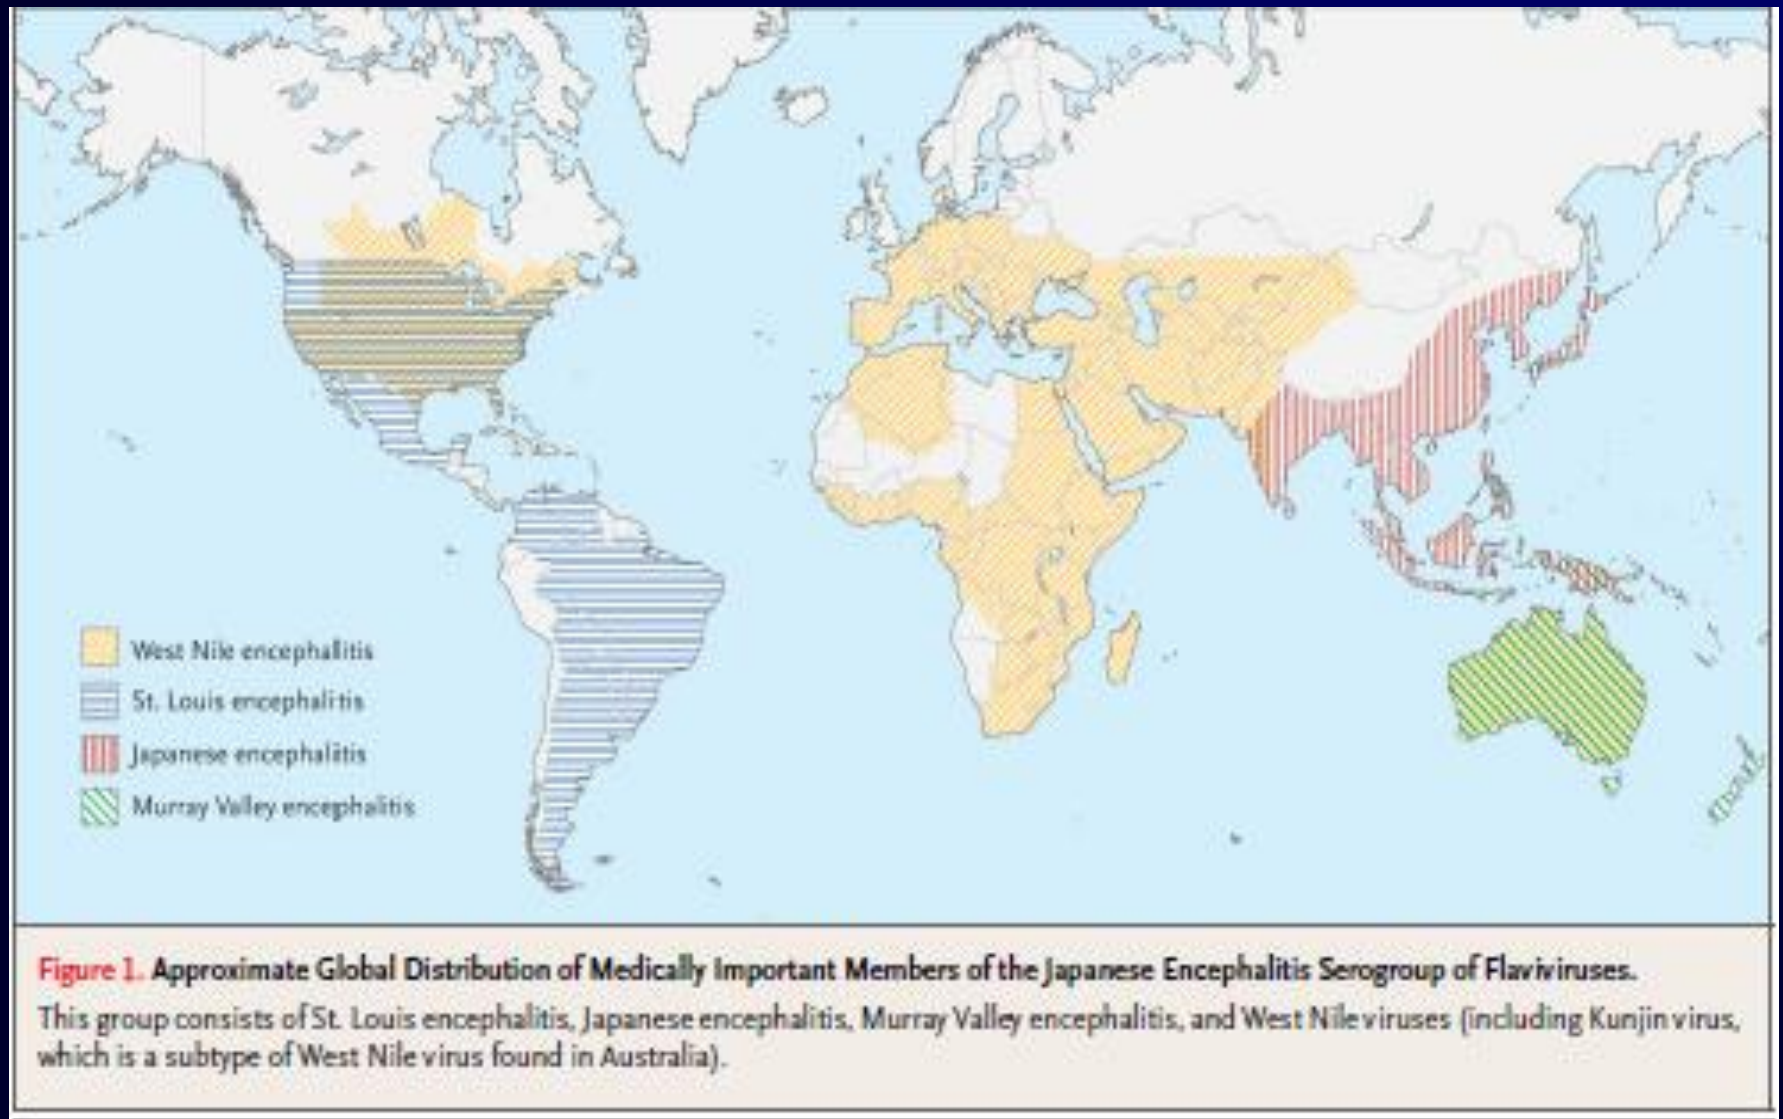 West Nile encephalitis
St. Louis encephalitis
Japanese encephalitis
Murray Valley encephalitis
Figure 1. Approximate Global Distribution of Medically Important Members of the Japanese Encephalitis Serogroup of Flaviviruses.
This group consists of St. Louis encephalitis, Japanese encephalitis, Murray Valley encephalitis, and West Nile viruses (including Kunjin virus,
which is a subtype of West Nile virus found in Australia).